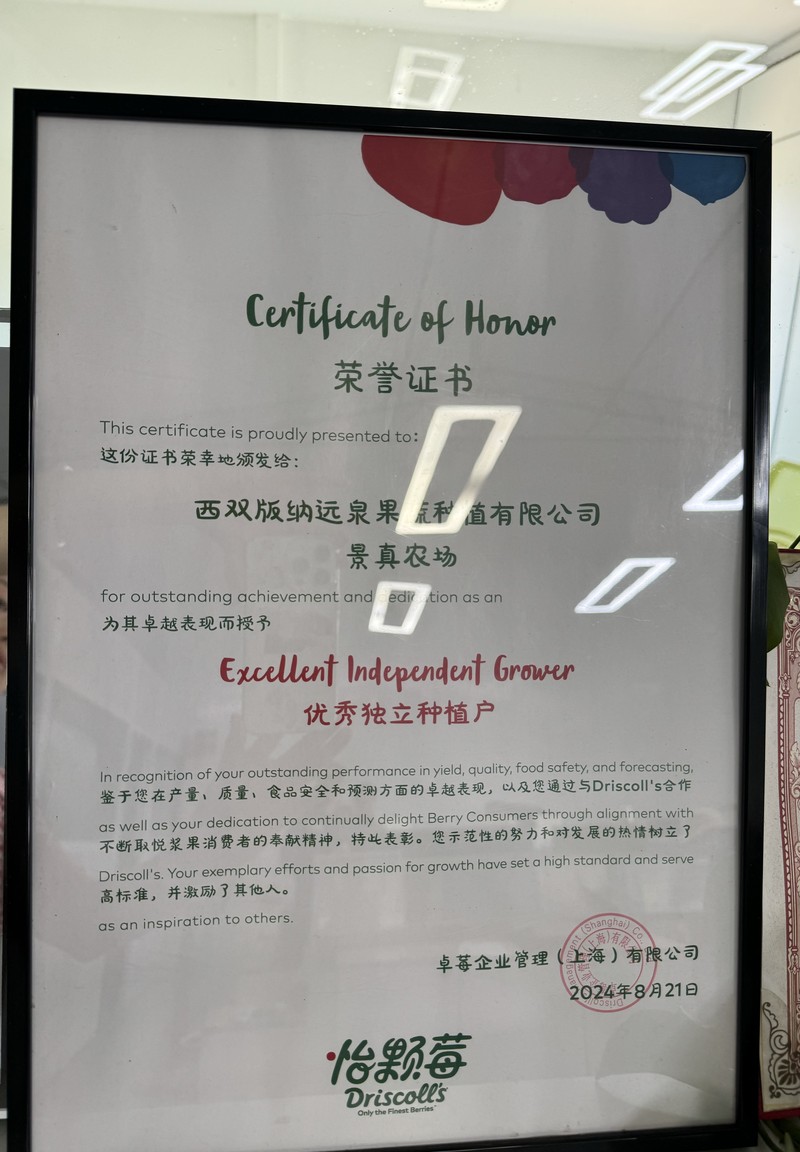 Certificate of Honor
荣誉证书
This certificate is proudly presented to:
这份证书荣幸地颁发给：
西双版纳远泉果蔬种植有限公司
景真农场
for outstanding achievement and dedication as an
为其卓越表现而授予
Excellent Independent Grower
优秀独立种植户
In recognition of your outstanding performance in yield, quality, food safety, and forecasting,
鉴于您在产量、质量、食品安全和预测方面的卓越表现，以及您通过与Driscoll's合作
as well as your dedication to continually delight Berry Consumers through alignment with
不断取悦浆果消费者的奉献精神，特此表彰。您示范性的努力和对发展的热情树立了
Driscoll's. Your exemplary efforts and passion for growth have set a high standard and serve
高标准，并激励了其他人。
as an inspiration to others.
卓莓企业管理（上海）有限公司
2024年8月21日
怡颗莓
Driscoll's
Only the Finest Berries™